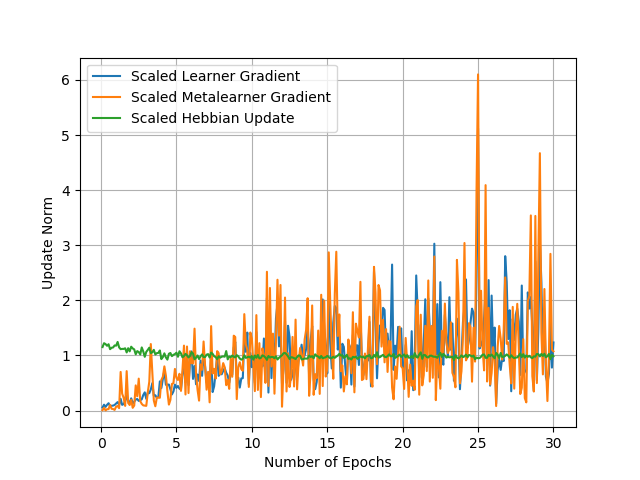 Scaled Learner Gradient
Scaled Metalearner Gradient
Scaled Hebbian Update
Update Norm
6
5
4
3
2
1
0
0 5 10 15 20 25 30
Number of Epochs